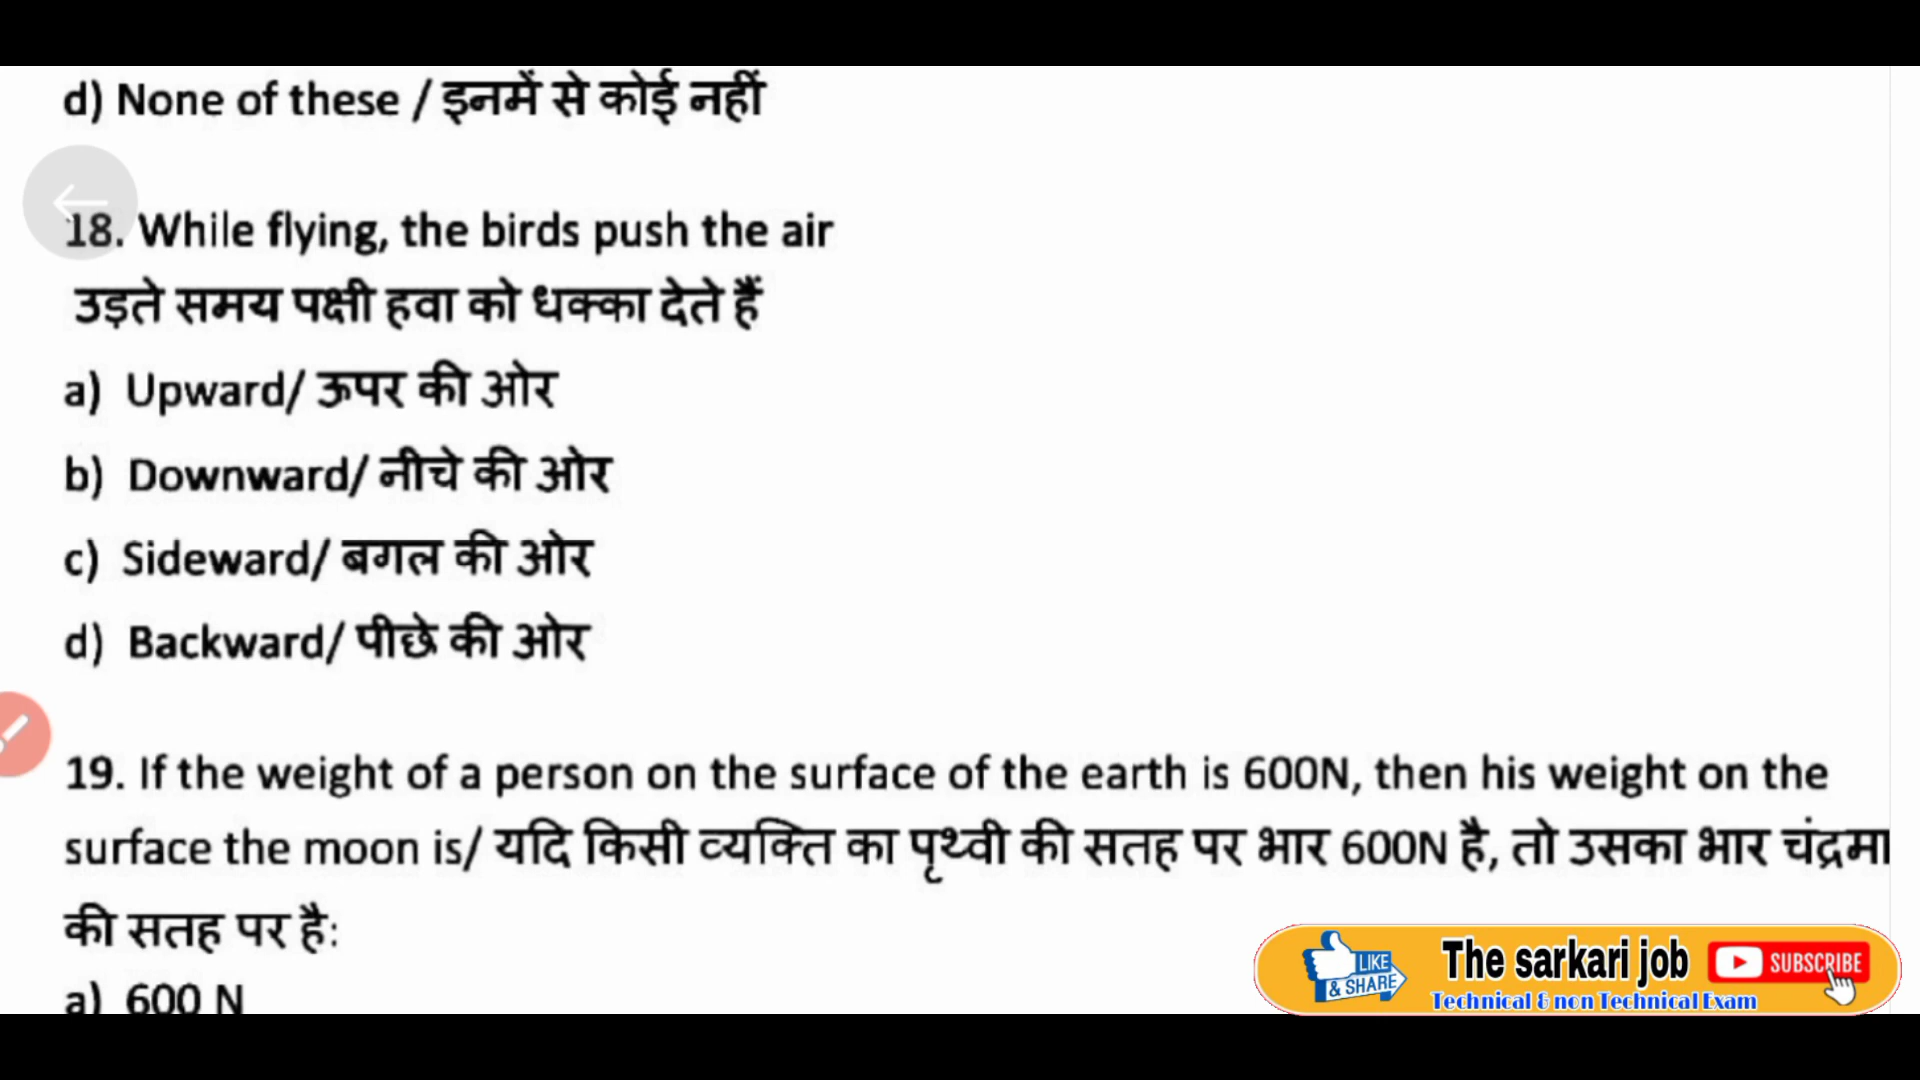 d) None of these / इनमें से कोई नहीं
18. While flying, the birds push the air
उड़ते समय पक्षी हवा को धक्का देते हैं
a) Upward/ ऊपर की ओर
b) Downward/ नीचे की ओर
c) Sideward/ बगल की ओर
d) Backward/ पीछे की ओर
19. If the weight of a person on the surface of the earth is 600N, then his weight on the
surface the moon is/ यदि किसी व्यक्ति का पृथ्वी की सतह पर भार 600N है, तो उसका भार चंद्रमा
की सतह पर है:
a) 600 N
LIKE
& SHARE
The sarkari job
SUBSCRIBE
Technical & non Technical Exam